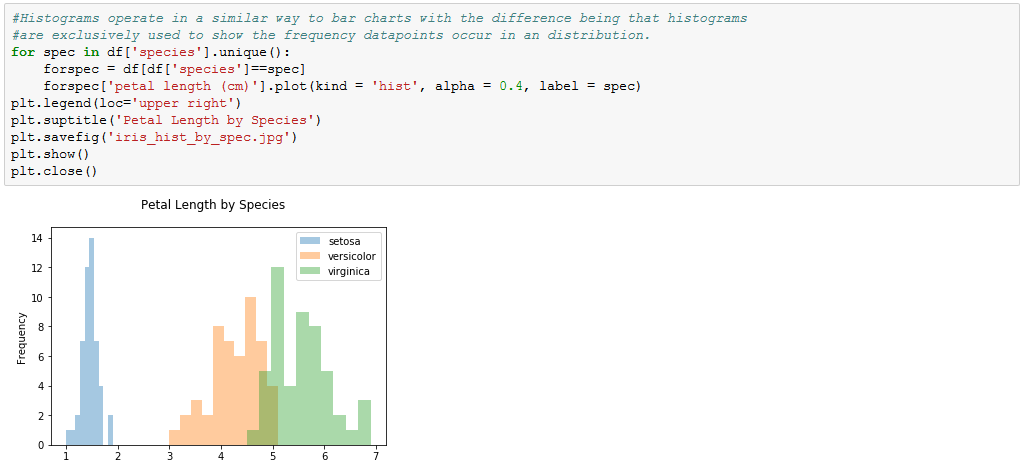 #Histograms operate in a similar way to bar charts with the difference being that histograms
#are exclusively used to show the frequency datapoints occur in an distribution.
for spec in df['species'].unique():
    forspec = df[df['species']==spec]
    forspec['petal length (cm)'].plot(kind = 'hist', alpha = 0.4, label = spec)
plt.legend(loc='upper right')
plt.suptitle('Petal Length by Species')
plt.savefig('iris_hist_by_spec.jpg')
plt.show()
plt.close()
Petal Length by Species
setosa
versicolor
virginica
Frequency
14
12
10
8
6
4
2
0
1 2 3 4 5 6 7